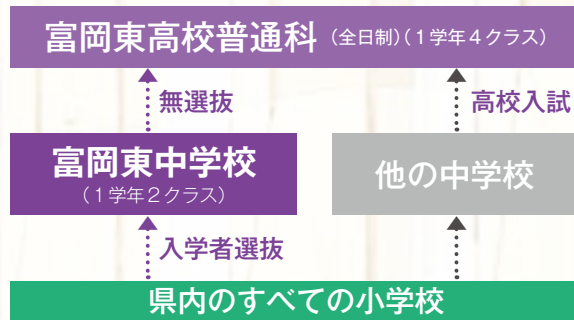 富岡東高校普通科(全日制)(1学年4クラス)
無選抜
高校入試
富岡東中学校
(1学年2クラス)
他の中学校
入学者選抜
県内のすべての小学校